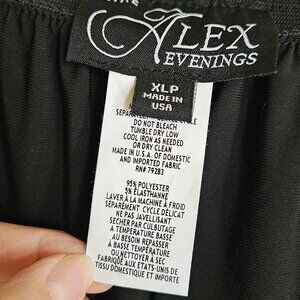 ALEX
EVENINGS
XLP
MADE IN
USA
DO NOT BLEACH
TUMBLE DRY LOW
COOL IRON AS NEEDED
OR DRY CLEAN
MADE IN U.S.A. OF DOMESTIC
AND IMPORTED FABRIC
RN# 79283
95% POLYESTER
5% ELASTHANNE
LAVER À LA MACHINE À FROID
SÉPARÉMENT CYCLE DÉLICAT
NE PAS JAVELLISANT
SECHER PAR CULBUTAGE
A TEMPERATURE BAS
AU BESOIN REPASSER
À BASSE TEMPÉRATURE
OU NETTOYER À SEC
FABRIQUÉ AUX ÉTATS-UNIS DE
TISSU DOMESTIQUE ET IMPORTÉ